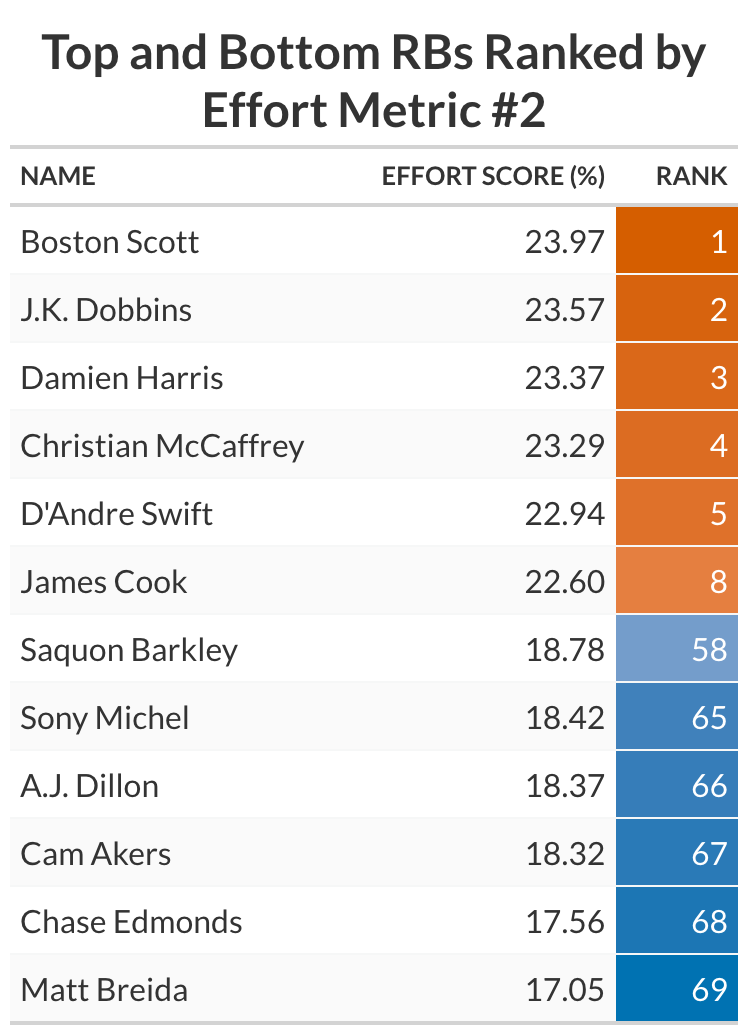 Top and Bottom RBs Ranked by
Effort Metric #2
NAME EFFORT SCORE (%) RANK
Boston Scott 23.97 1
J.K. Dobbins 23.57 2
Damien Harris 23.37 3
Christian McCaffrey 23.29 4
D'Andre Swift 22.94 5
James Cook 22.60 8
Saquon Barkley 18.78 58
Sony Michel 18.42 65
A.J. Dillon 18.37 66
Cam Akers 18.32 67
Chase Edmonds 17.56 68
Matt Breida 17.05 69